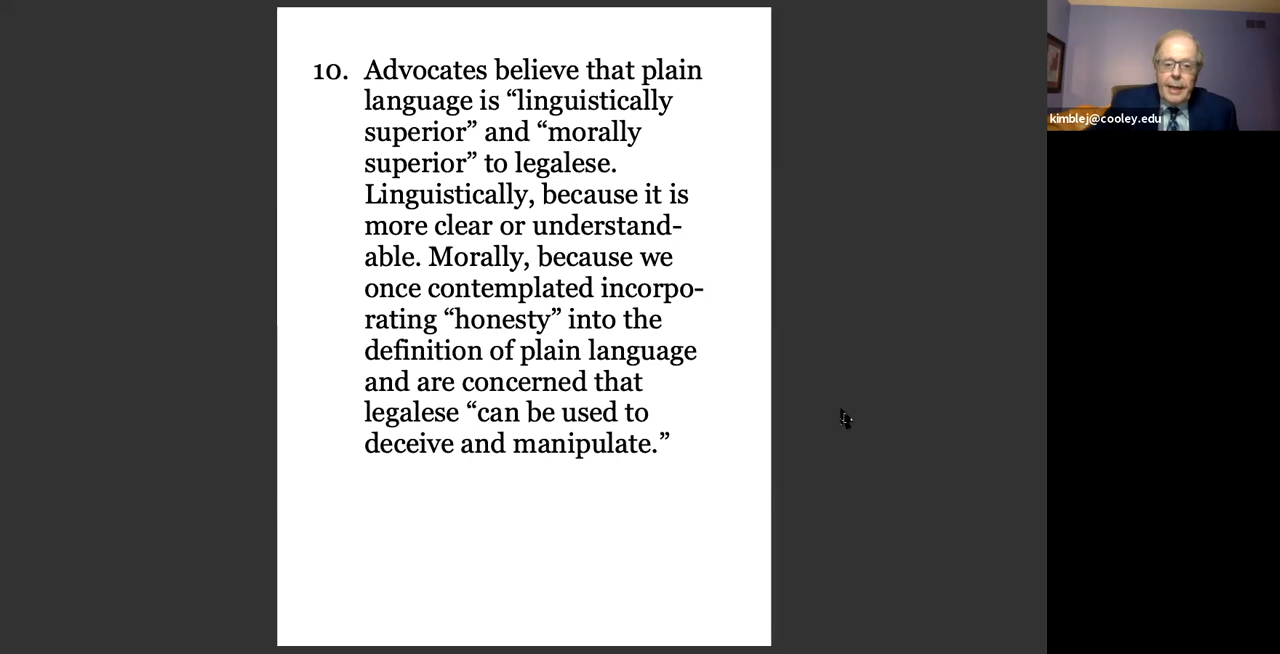 10. Advocates believe that plain
language is “linguistically
superior” and “morally
superior” to legalese.
Linguistically, because it is
more clear or understand-
able. Morally, because we
once contemplated incorpo-
rating “honesty” into the
definition of plain language
and are concerned that
legalese “can be used to
deceive and manipulate.”
kimblej@cooley.edu